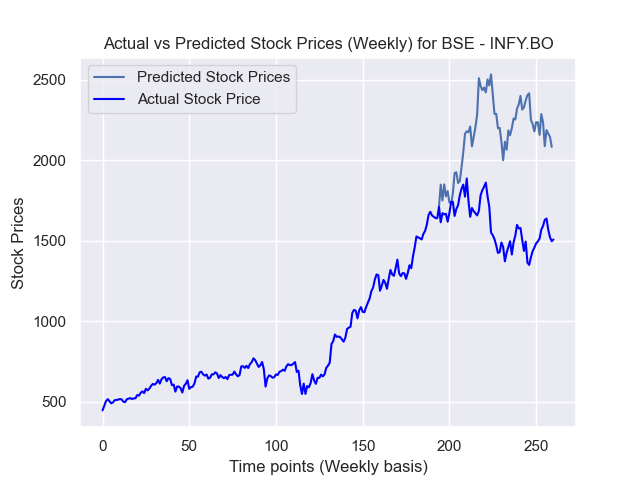 Actual vs Predicted Stock Prices (Weekly) for BSE - INFY.BO
Predicted Stock Prices
Actual Stock Price
2500
2000
1500
1000
500
Stock Prices
0 50 100 150 200 250
Time points (Weekly basis)